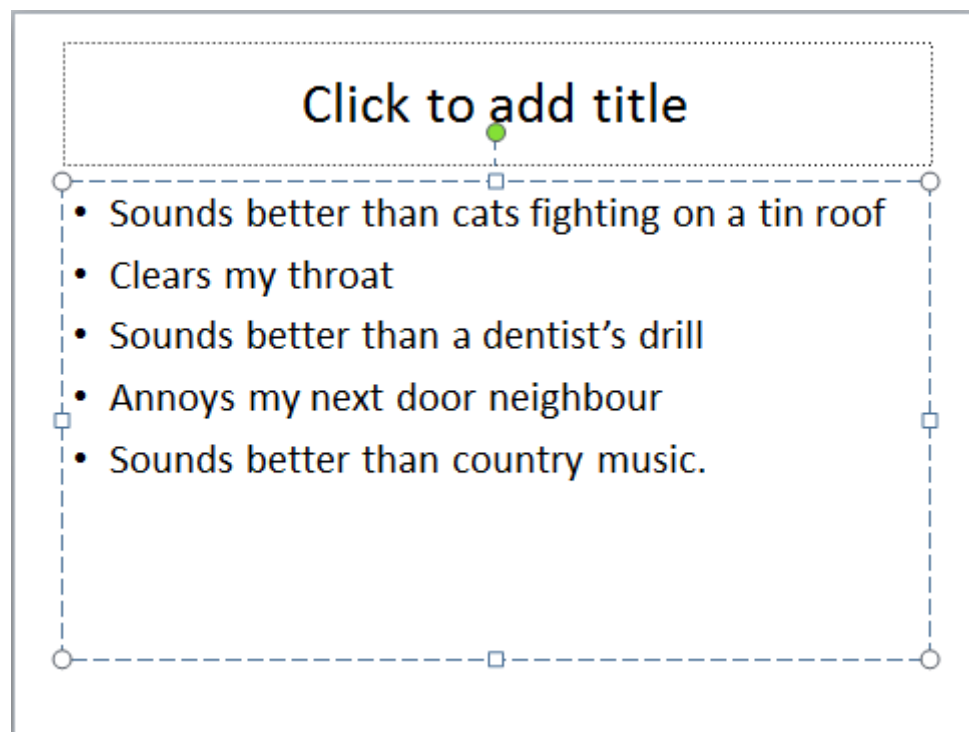 Click to add title
• Sounds better than cats fighting on a tin roof
• Clears my throat
• Sounds better than a dentist’s drill
• Annoys my next door neighbour
• Sounds better than country music.